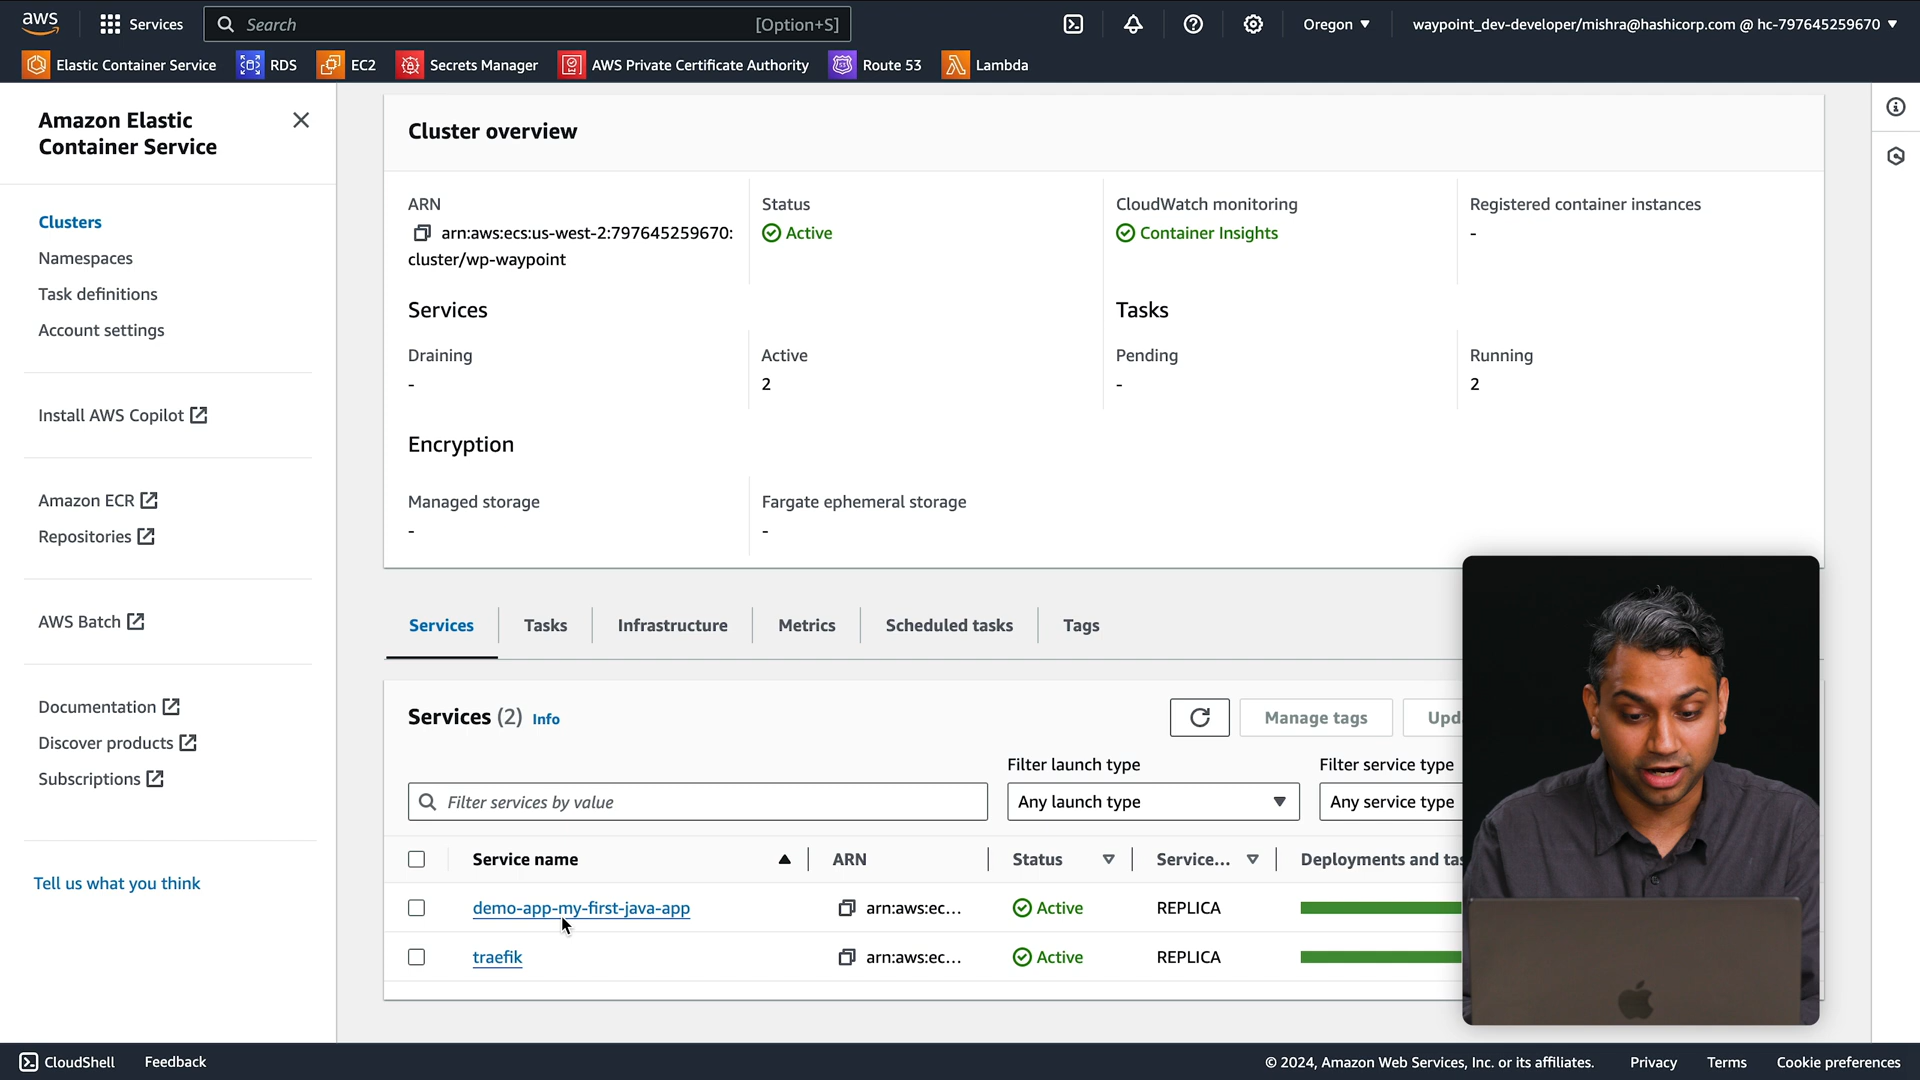 aws
Services
Search
[Option+S]
Oregon
waypoint_dev-developer/mishra@hashicorp.com @ hc-797645259670
Elastic Container Service
RDS
EC2
Secrets Manager
AWS Private Certificate Authority
Route 53
Lambda
Amazon Elastic
Container Service
Clusters
Namespaces
Task definitions
Account settings
Install AWS Copilot
Amazon ECR
Repositories
AWS Batch
Documentation
Discover products
Subscriptions
Tell us what you think
Cluster overview
ARN
arn:aws:ecs:us-west-2:797645259670:
cluster/wp-waypoint
Status
Active
CloudWatch monitoring
Container Insights
Registered container instances
-
Services
Tasks
Draining
-
Active
2
Pending
-
Running
2
Encryption
Managed storage
-
Fargate ephemeral storage
-
Services
Tasks
Infrastructure
Metrics
Scheduled tasks
Tags
Services (2) Info
Manage tags
Filter launch type
Filter service type
Filter services by value
Any launch type
Any service type
Service name
ARN
Status
Service...
Deployments and
demo-app-my-first-java-app
arn:aws:ec...
Active
REPLICA
traefik
arn:aws:ec...
Active
REPLICA
CloudShell
Feedback
© 2024, Amazon Web Services, Inc. or its affiliates.
Privacy
Terms
Cookie preferences